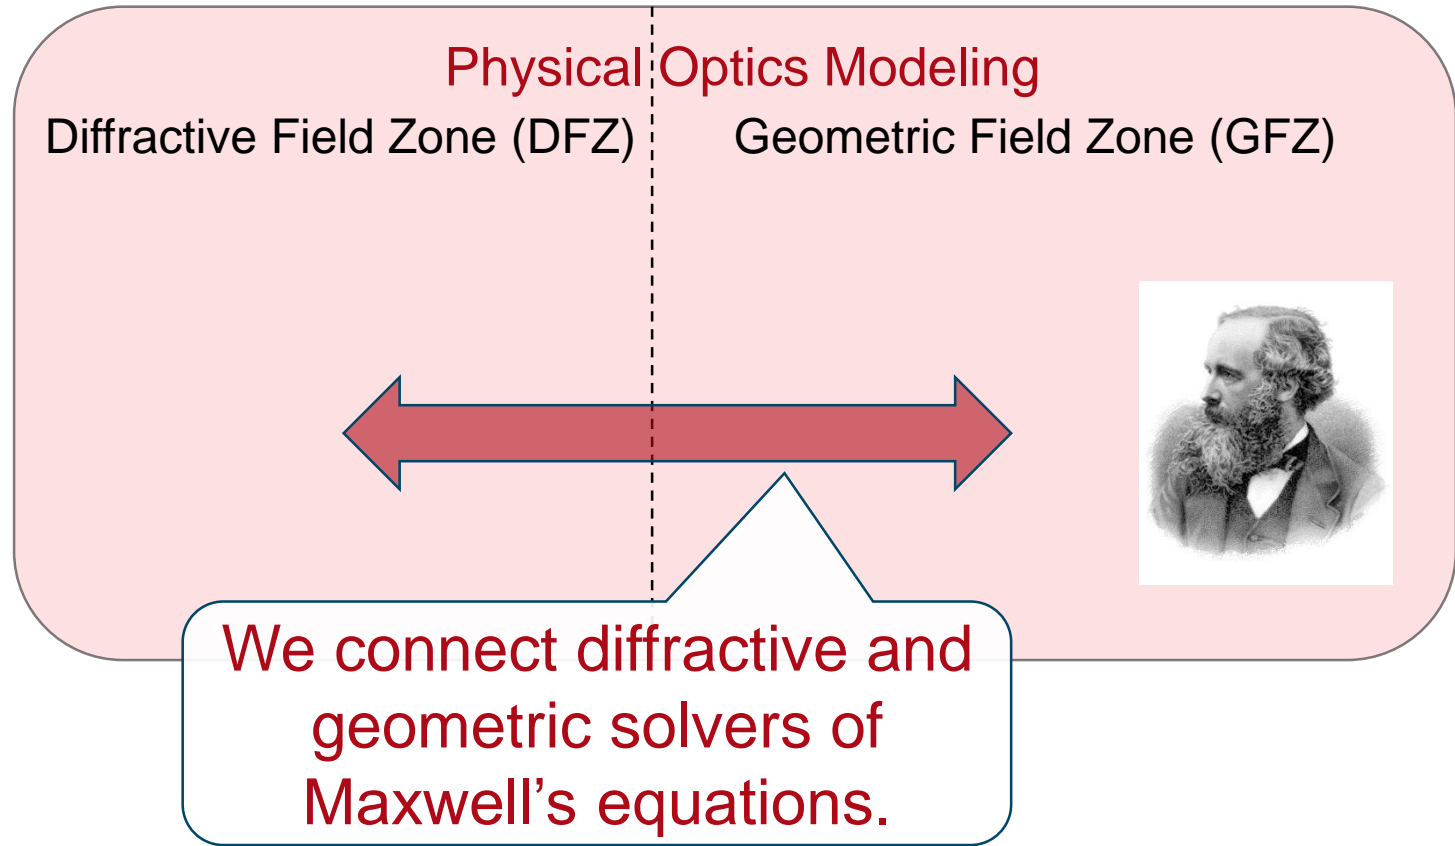 Physical Optics Modeling
Diffractive Field Zone (DFZ)
Geometric Field Zone (GFZ)
We connect diffractive and
geometric solvers of
Maxwell’s equations.